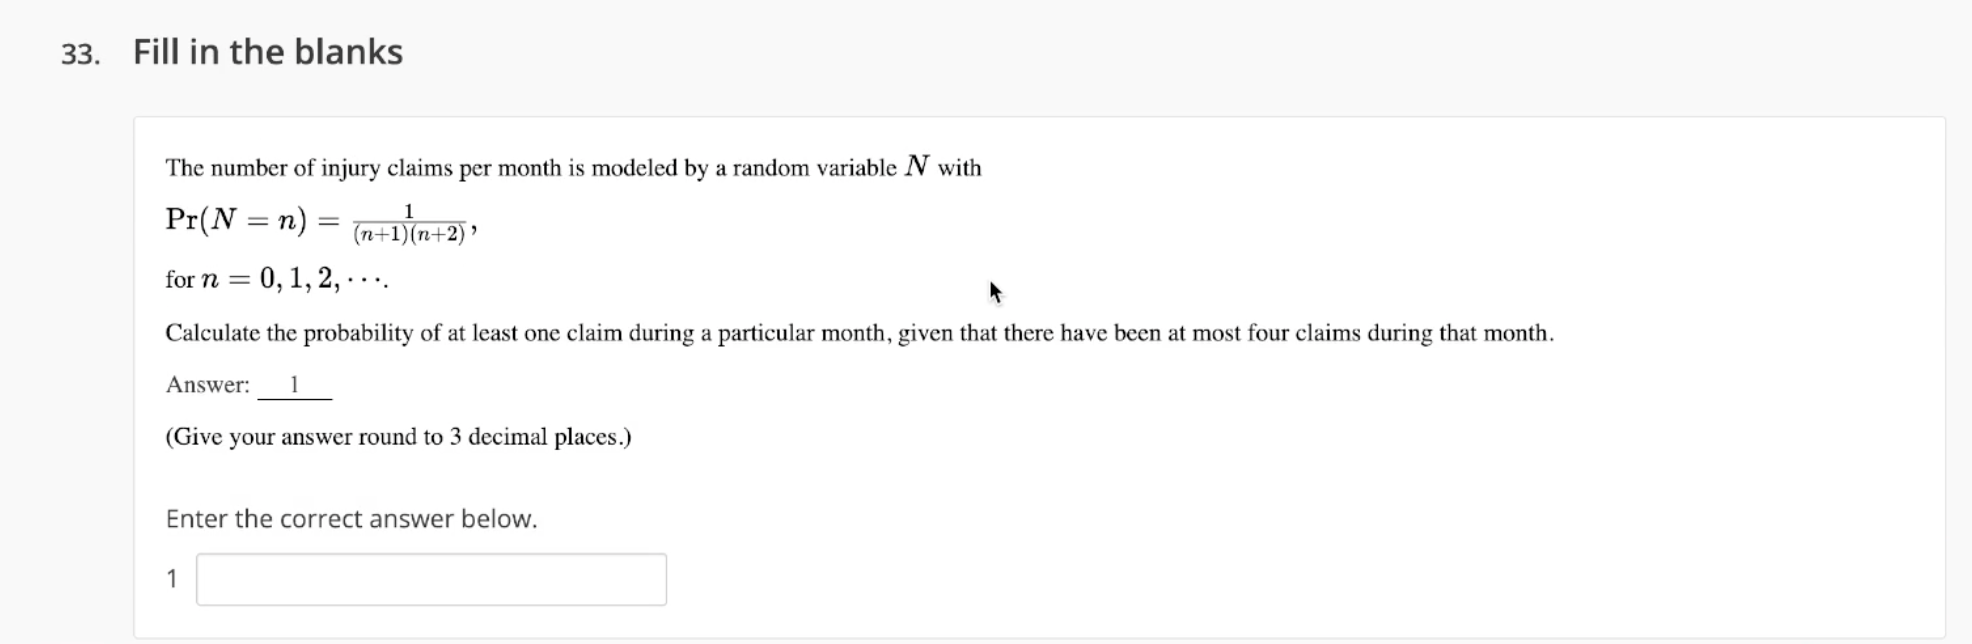 33. Fill in the blanks
The number of injury claims per month is modeled by a random variable N with
Pr(N = n) = 1/((n+1)(n+2)),
for n = 0, 1, 2, ⋯.
Calculate the probability of at least one claim during a particular month, given that there have been at most four claims during that month.
Answer: 1
(Give your answer round to 3 decimal places.)
Enter the correct answer below.
1